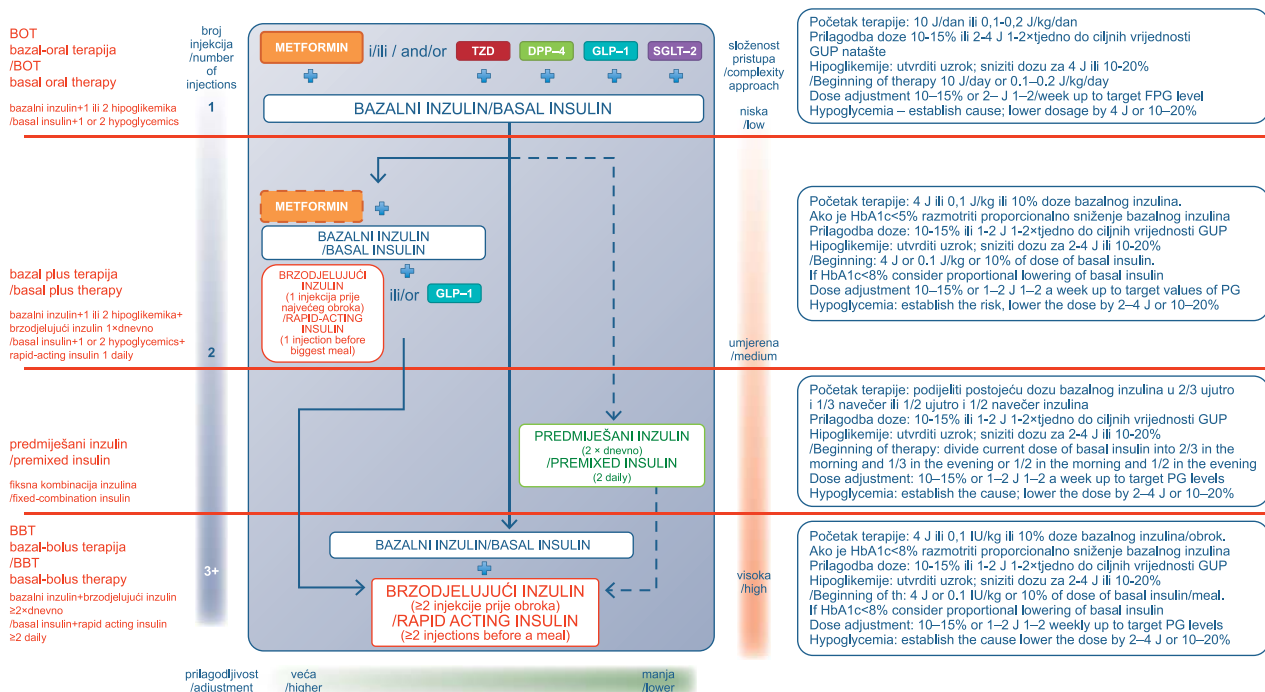 BOT
bazal-oral terapija
/BOT
basal oral therapy
bazalni inzulin+1 ili 2 hipoglikemika
/basal insulin+1 or 2 hypoglycemics
broj
injekcija
/number
of
injections
1
METFORMIN
i/ili / and/or
TZD
DPP–4
GLP–1
SGLT–2
BAZALNI INZULIN/BASAL INSULIN
složenost
pristupa
/complexity
approach
niska
/low
Početak terapije: 10 J/dan ili 0,1-0,2 J/kg/dan
Prilagodba doze 10-15% ili 2-4 J 1-2×tjedno do ciljnih vrijednosti
GUP natašte
Hipoglikemije: utvrditi uzrok; sniziti dozu za 4 J ili 10-20%
/Beginning of therapy 10 J/day or 0.1–0.2 J/kg/day
Dose adjustment 10–15% or 2– J 1–2/week up to target FPG level
Hypoglycemia – establish cause; lower dosage by 4 J or 10–20%
bazal plus terapija
/basal plus therapy
bazalni inzulin+1 ili 2 hipoglikemika+
brzodjelujući inzulin 1×dnevno
/basal insulin+1 or 2 hypoglycemics+
rapid-acting insulin 1 daily
2
METFORMIN
BAZALNI INZULIN
/BASAL INSULIN
BRZODJELUJUĆI
INZULIN
(1 injekcija prije
najvećeg obroka)
/RAPID-ACTING
INSULIN
(1 injection before
biggest meal)
ili/or
GLP–1
umjerena
/medium
Početak terapije: 4 J ili 0,1 J/kg ili 10% doze bazalnog inzulina.
Ako je HbA1c<5% razmotriti proporcionalno sniženje bazalnog inzulina
Prilagodba doze: 10-15% ili 1-2 J 1-2×tjedno do ciljnih vrijednosti GUP
Hipoglikemije: utvrditi uzrok; sniziti dozu za 2-4 J ili 10-20%
/Beginning: 4 J or 0.1 J/kg or 10% of dose of basal insulin.
If HbA1c<8% consider proportional lowering of basal insulin
Dose adjustment 10–15% or 1–2 J 1–2 a week up to target values of PG
Hypoglycemia: establish the risk, lower the dose by 2–4 J or 10–20%
predmiješani inzulin
/premixed insulin
fiksna kombinacija inzulina
/fixed-combination insulin
PREDMIJEŠANI INZULIN
(2 × dnevno)
/PREMIXED INSULIN
(2 daily)
Početak terapije: podijeliti postojeću dozu bazalnog inzulina u 2/3 ujutro
i 1/3 navečer ili 1/2 ujutro i 1/2 navečer inzulina
Prilagodba doze: 10-15% ili 1-2 J 1-2×tjedno do ciljnih vrijednosti GUP
Hipoglikemije: utvrditi uzrok; sniziti dozu za 2-4 J ili 10-20%
/Beginning of therapy: divide current dose of basal insulin into 2/3 in the
morning and 1/3 in the evening or 1/2 in the morning and 1/2 in the evening
Dose adjustment: 10–15% or 1–2 J 1–2 a week up to target PG levels
Hypoglycemia: establish the cause; lower the dose by 2–4 J or 10–20%
BBT
bazal-bolus terapija
/BBT
basal-bolus therapy
bazalni inzulin+brzodjelujući inzulin
≥2×dnevno
/basal insulin+rapid acting insulin
≥2 daily
3+
BAZALNI INZULIN/BASAL INSULIN
BRZODJELUJUĆI INZULIN
(≥2 injekcije prije obroka)
/RAPID ACTING INSULIN
(≥2 injections before a meal)
visoka
/high
Početak terapije: 4 J ili 0,1 IU/kg ili 10% doze bazalnog inzulina/obrok.
Ako je HbA1c<8% razmotriti proporcionalno sniženje bazalnog inzulina
Prilagodba doze: 10-15% ili 1-2 J 1-2×tjedno do ciljnih vrijednosti GUP
Hipoglikemije: utvrditi uzrok; sniziti dozu za 2-4 J ili 10-20%
/Beginning of th: 4 J or 0.1 IU/kg or 10% of dose of basal insulin/meal.
If HbA1c<8% consider proportional lowering of basal insulin
Dose adjustment: 10–15% or 1–2 J 1–2 weekly up to target PG levels
Hypoglycemia: establish the cause lower the dose by 2–4 J or 10–20%
prilagodljivost
/adjustment
veća
/higher
manja
/lower